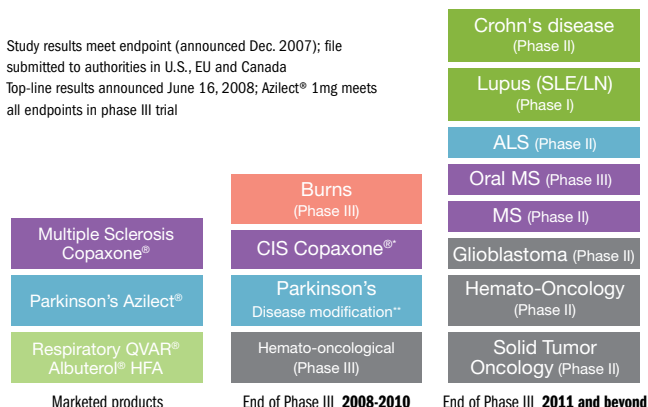 Study results meet endpoint (announced Dec. 2007); file
submitted to authorities in U.S., EU and Canada
Top-line results announced June 16, 2008; Azilect® 1mg meets
all endpoints in phase III trial
Multiple Sclerosis
Copaxone®
Parkinson's Azilect®
Respiratory QVAR®
Albuterol® HFA
Marketed products
Burns
(Phase III)
CIS Copaxone®*
Parkinson's
Disease modification**
Hemato-oncological
(Phase III)
End of Phase III 2008-2010
Crohn's disease
(Phase II)
Lupus (SLE/LN)
(Phase I)
ALS (Phase II)
Oral MS (Phase III)
MS (Phase II)
Glioblastoma (Phase II)
Hemato-Oncology
(Phase II)
Solid Tumor
Oncology (Phase II)
End of Phase III 2011 and beyond